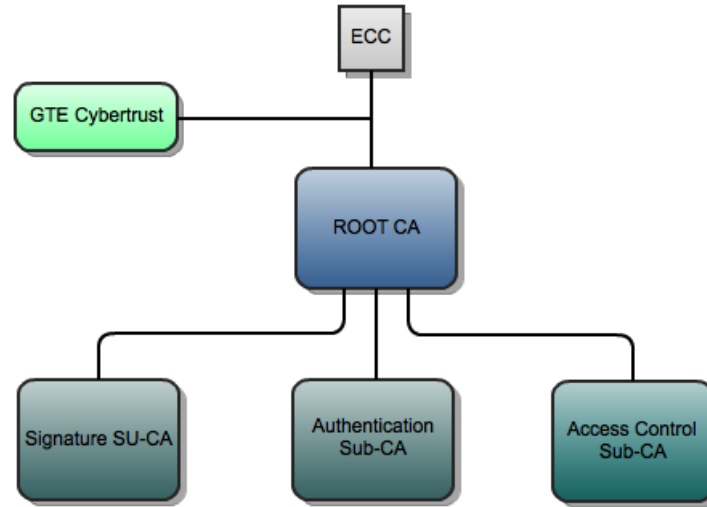 ECC
GTE Cybertrust
ROOT CA
Signature SU-CA
Authentication
Sub-CA
Access Control
Sub-CA